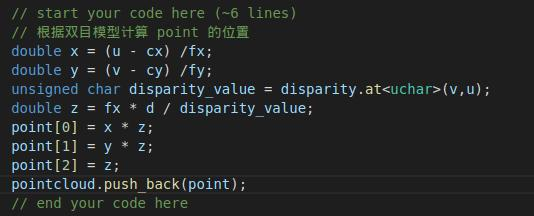 // start your code here (~6 lines)
// 根据双目模型计算 point 的位置
double x = (u - cx) /fx;
double y = (v - cy) /fy;
unsigned char disparity_value = disparity.at<uchar>(v,u);
double z = fx * d / disparity_value;
point[0] = x * z;
point[1] = y * z;
point[2] = z;
pointcloud.push_back(point);
// end your code here